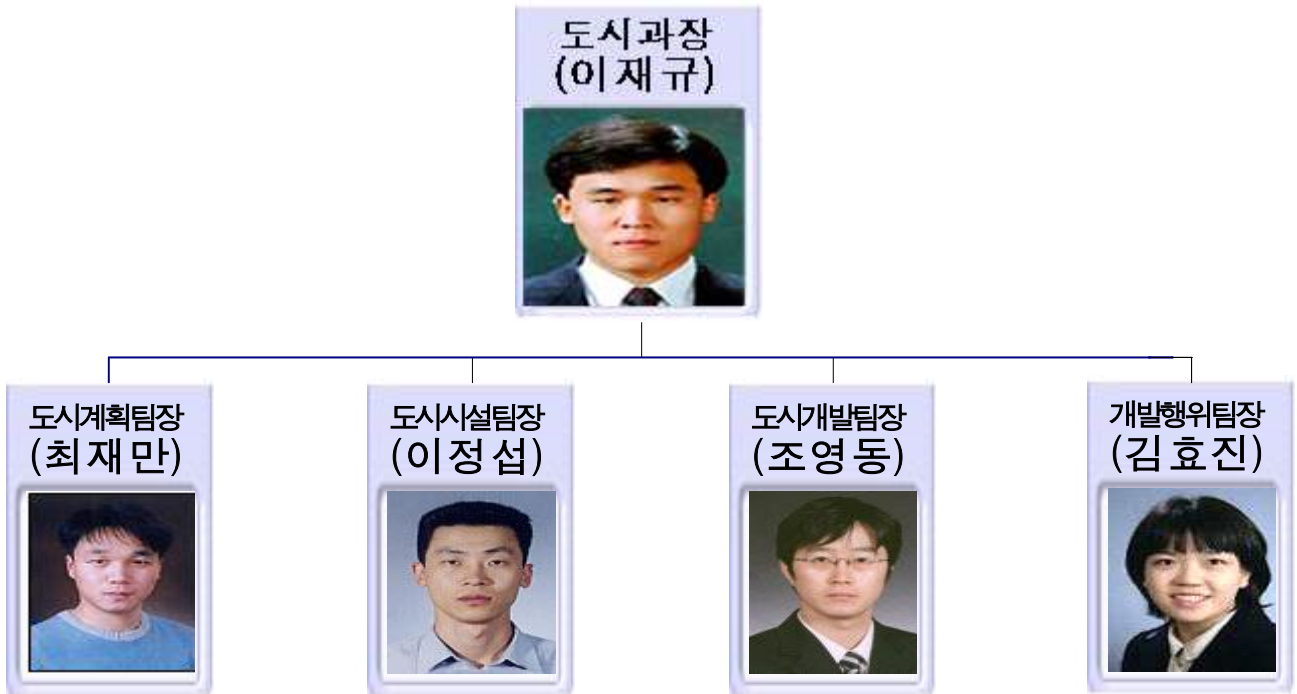 도시과장
(이재규)
도시계획팀장
(최재만)
도시시설팀장
(이정섭)
도시개발팀장
(조영동)
개발행위팀장
(김효진)